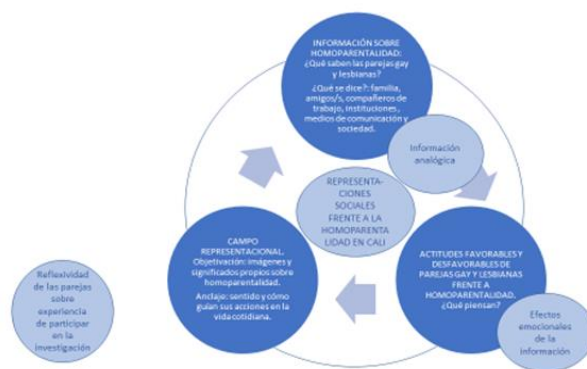 INFORMACIÓN SOBRE
HOMOPARENTALIDAD:
¿Qué saben las parejas gay
y lesbianas?
¿Qué se dice?: familia,
amigos/s, compañeros de
trabajo, instituciones,
medios de comunicación y
sociedad.
Información
analógica
REPRESENTA-
CIONES
SOCIALES
FRENTE A LA
HOMOPARENTA
LIDAD EN CALI
CAMPO
REPRESENTACIONAL.
Objetivación: imágenes y
significados propios sobre
homoparentalidad.
Anclaje: sentido y cómo
guían sus acciones en la
vida cotidiana.
ACTITUDES FAVORABLES Y
DESFAVORABLES DE
PAREJAS GAY Y LESBIANAS
FRENTE A
HOMOPARENTALIDAD.
¿Qué piensan?
Efectos
emocionales
de la
información
Reflexividad
de las parejas
sobre
experiencia
de participar
en la
investigación